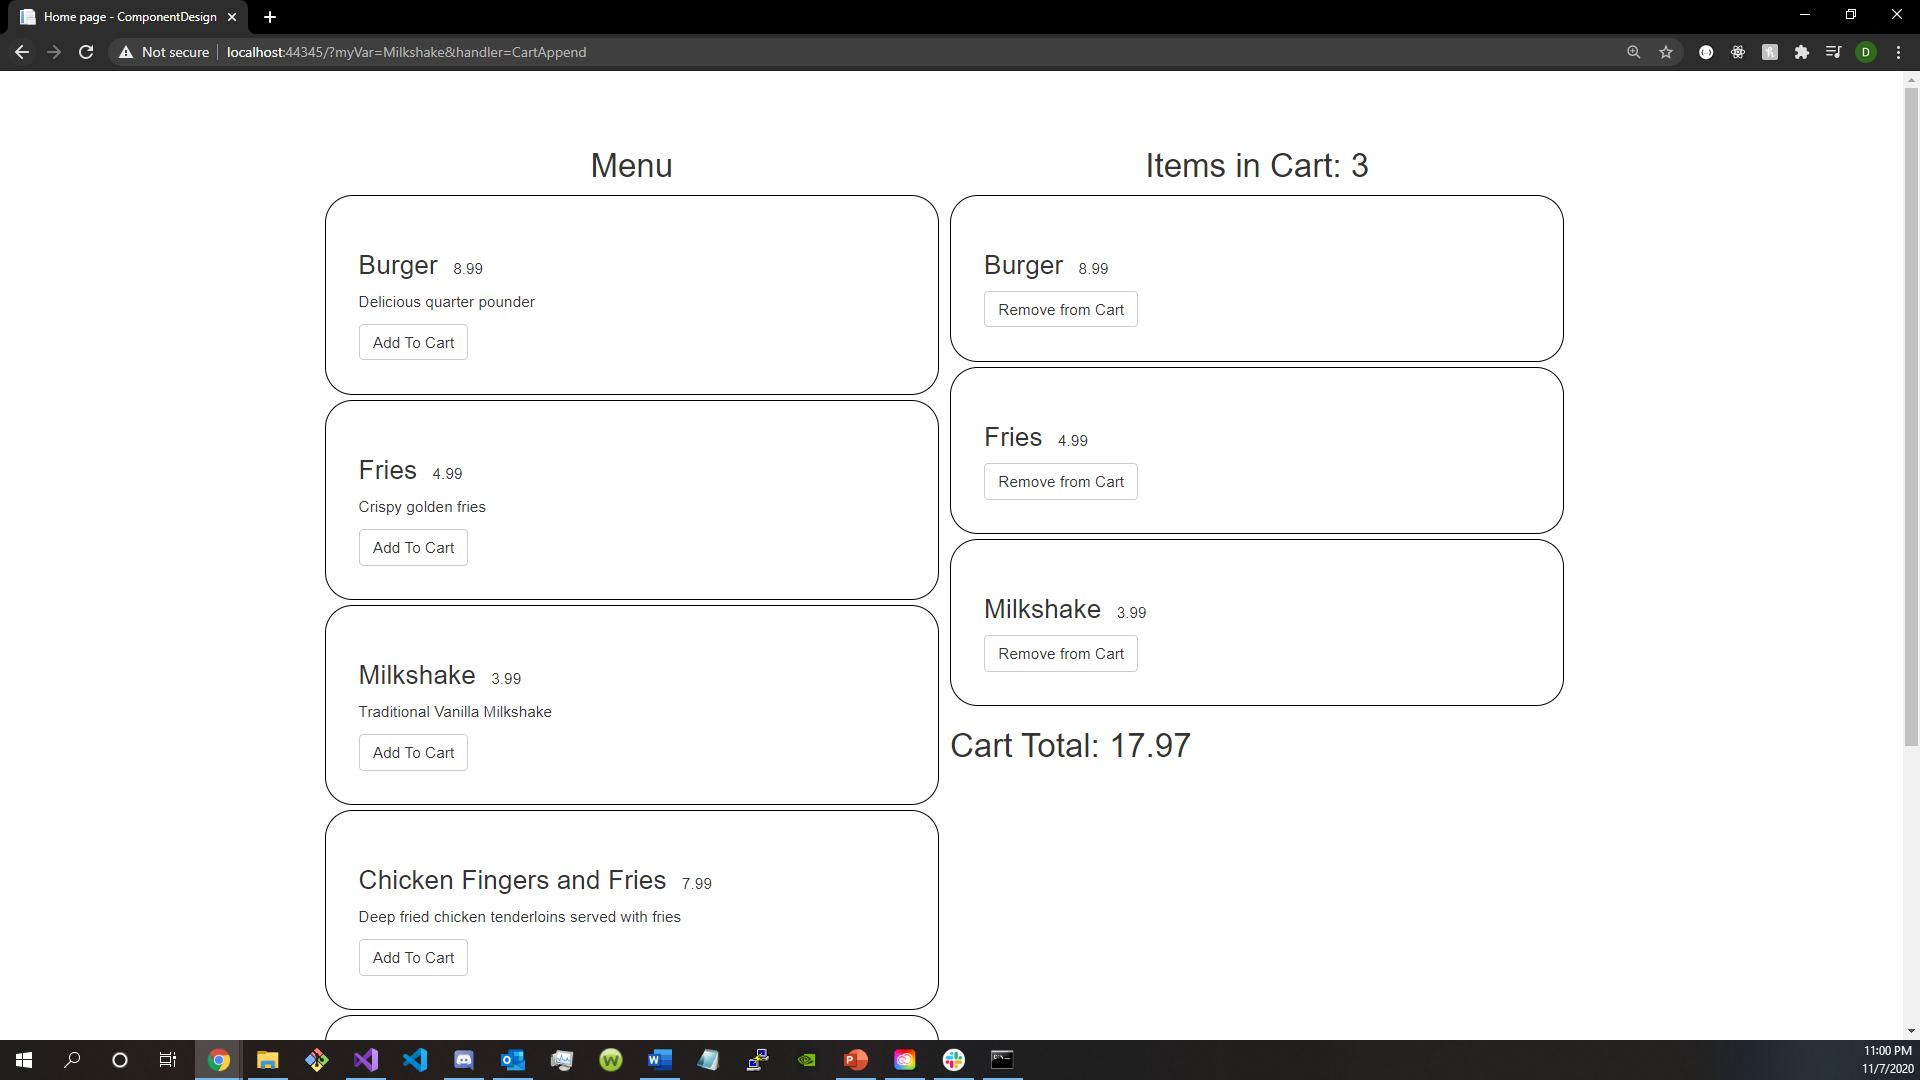 Home page - ComponentDesign
Not secure
localhost:44345/?myVar=Milkshake&handler=CartAppend
D
Menu
Burger 8.99
Delicious quarter pounder
Add To Cart
Fries 4.99
Crispy golden fries
Add To Cart
Milkshake 3.99
Traditional Vanilla Milkshake
Add To Cart
Chicken Fingers and Fries 7.99
Deep fried chicken tenderloins served with fries
Add To Cart
Items in Cart: 3
Burger 8.99
Remove from Cart
Fries 4.99
Remove from Cart
Milkshake 3.99
Remove from Cart
Cart Total: 17.97
11:00 PM
11/7/2020